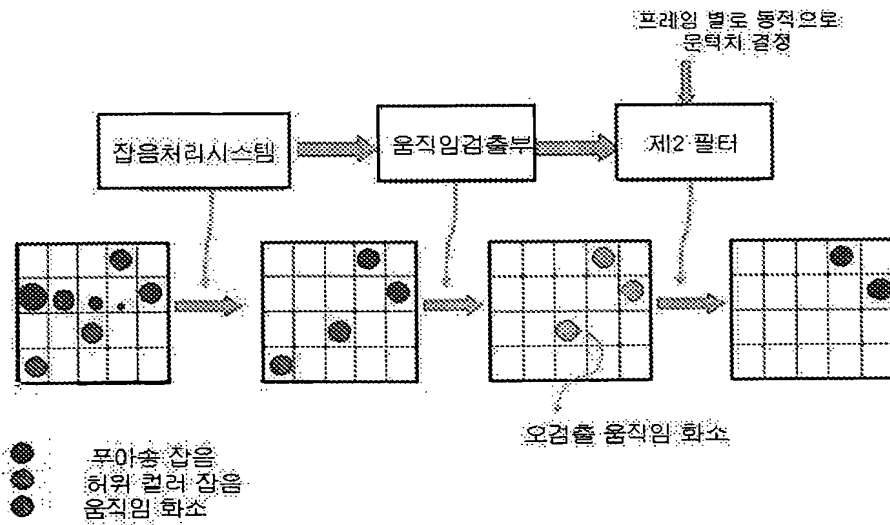 프레임 별로 동적으로
문턱치 결정
잡음처리시스템
움직임검출부
제2 필터
오검출 움직임 화소
푸아송 잡음
허위 컬러 잡음
움직임 화소